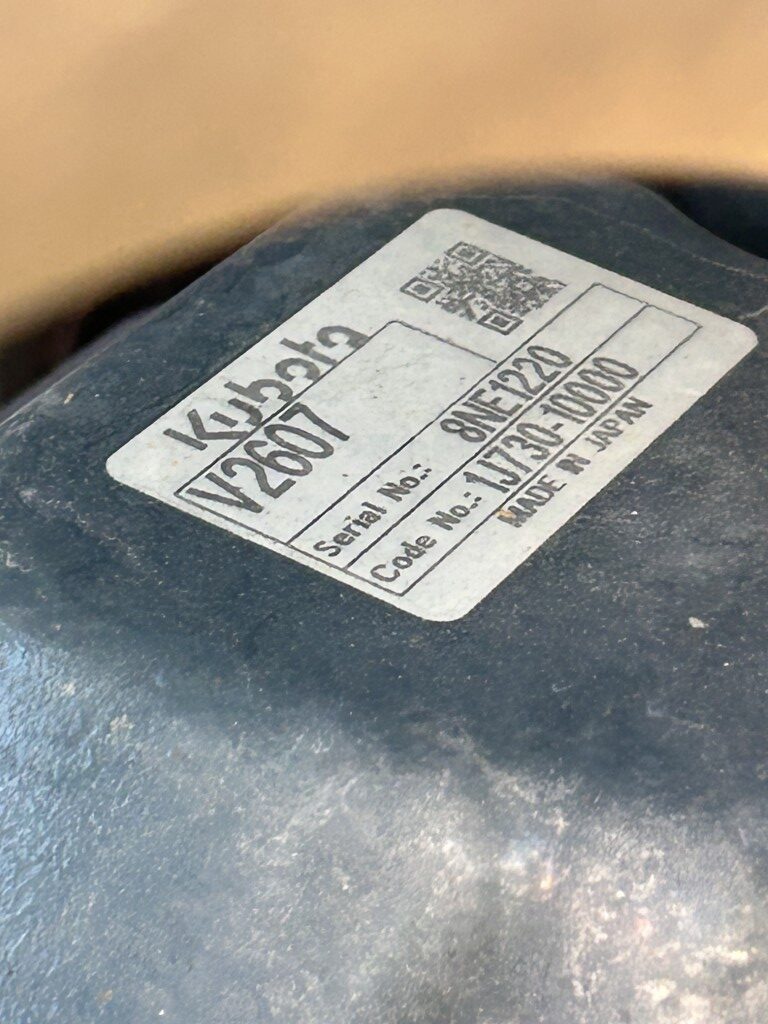 Kubota
V2607
Serial No.: 8NE1220
Code No.: 1J730-10000
MADE IN JAPAN